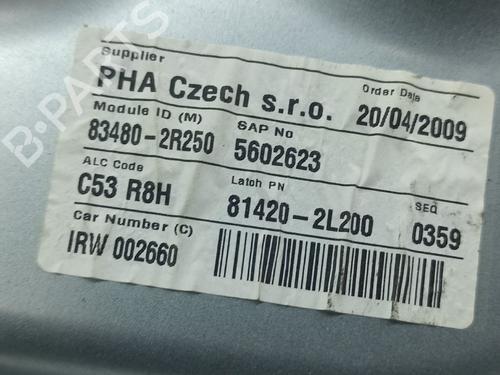 Supplier
PHA Czech s.r.o.
Order Date
20/04/2009
Module ID (M)
83480-2R250
SAP No
5602623
ALC Code
C53 R8H
Latch PN
81420-2L200
SEQ
0359
Car Number (C)
IRW 002660
B-PARTS